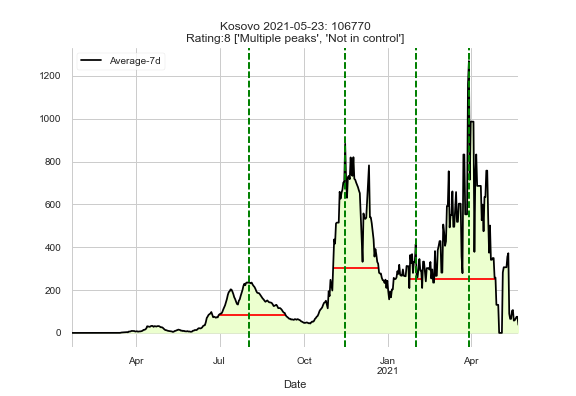 Kosovo 2021-05-23: 106770
Rating:8 ['Multiple peaks', 'Not in control']
Average-7d
1200
1000
800
600
400
200
0
Apr
Jul
Oct
Jan
2021
Apr
Date